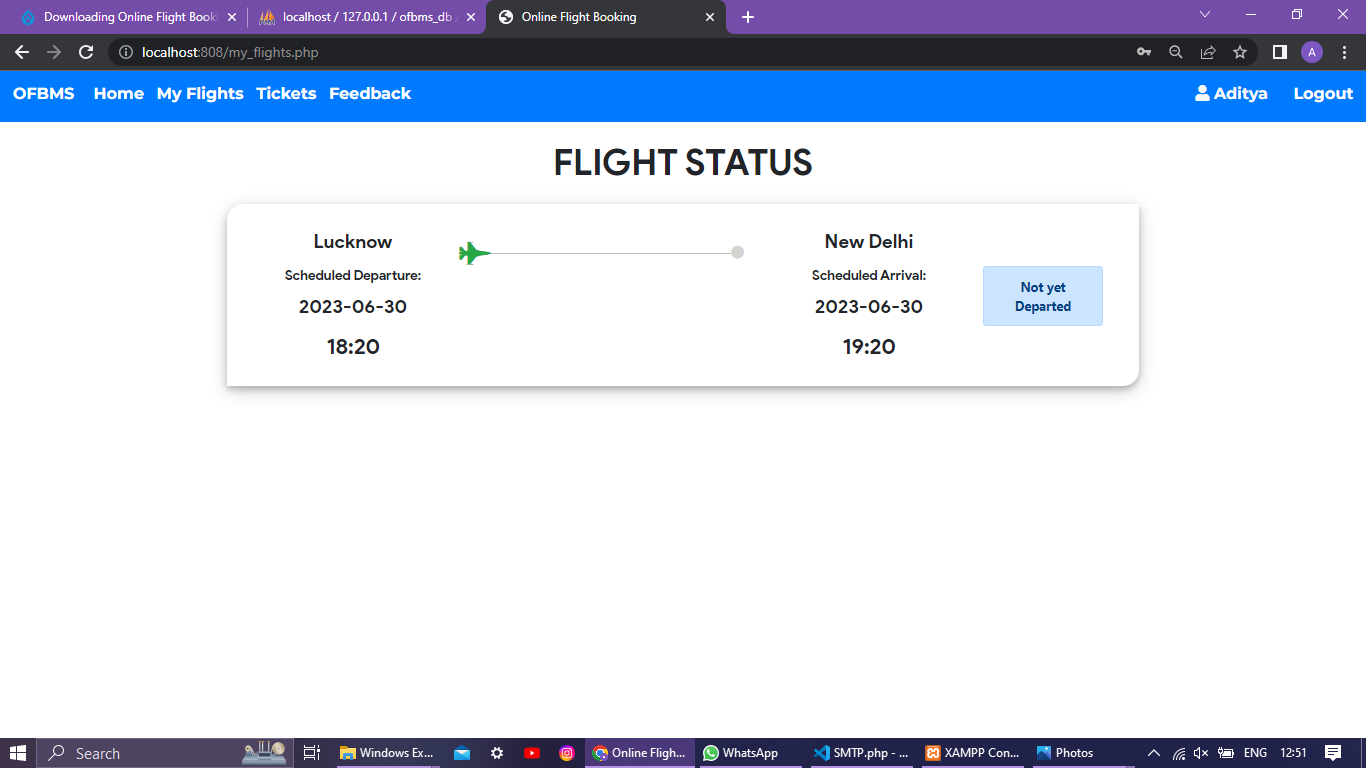 Downloading Online Flight Booki
localhost / 127.0.0.1 / ofbms_db
Online Flight Booking
localhost:808/my_flights.php
A
OFBMS Home My Flights Tickets Feedback Aditya Logout
FLIGHT STATUS
Lucknow
Scheduled Departure:
2023-06-30
18:20
New Delhi
Scheduled Arrival:
2023-06-30
19:20
Not yet
Departed
Search
Windows Ex...
Online Fligh...
WhatsApp
SMTP.php - ...
XAMPP Con...
Photos
ENG
12:51